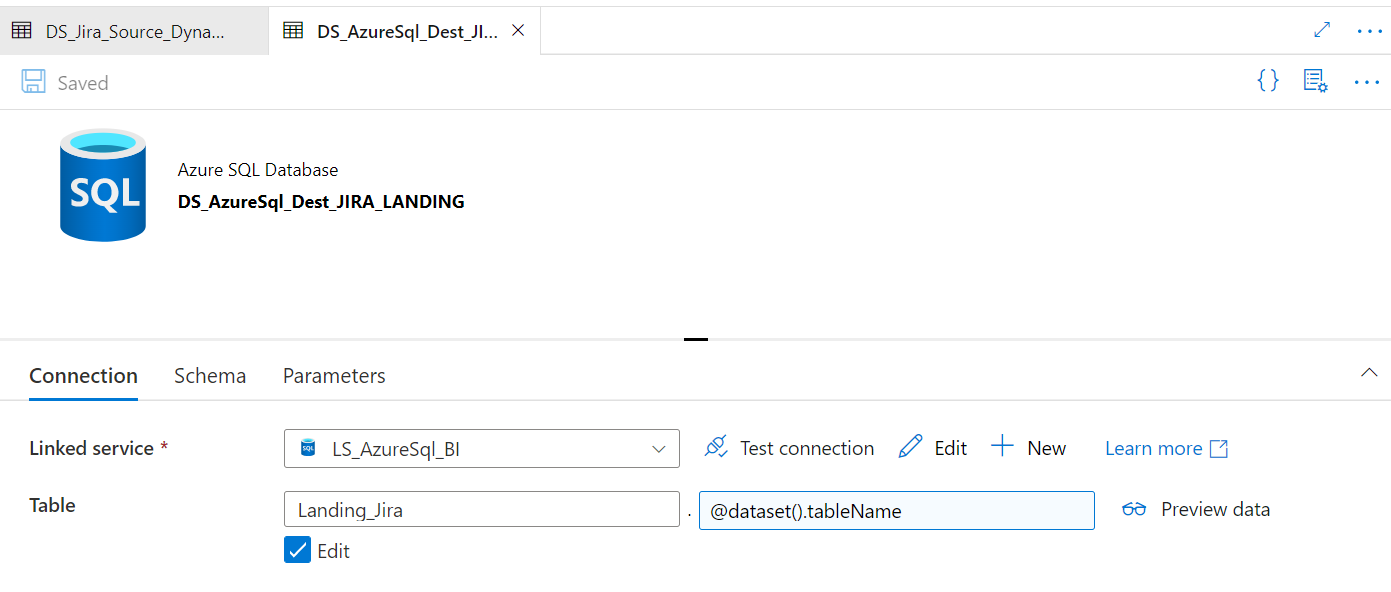 DS_Jira_Source_Dyna... DS_AzureSql_Dest_JI...
Saved {}
SQL
Azure SQL Database
DS_AzureSql_Dest_JIRA_LANDING
Connection Schema Parameters
Linked service * SQL LS_AzureSql_BI Test connection Edit New Learn more
Table Landing_Jira . @dataset().tableName Preview data
Edit